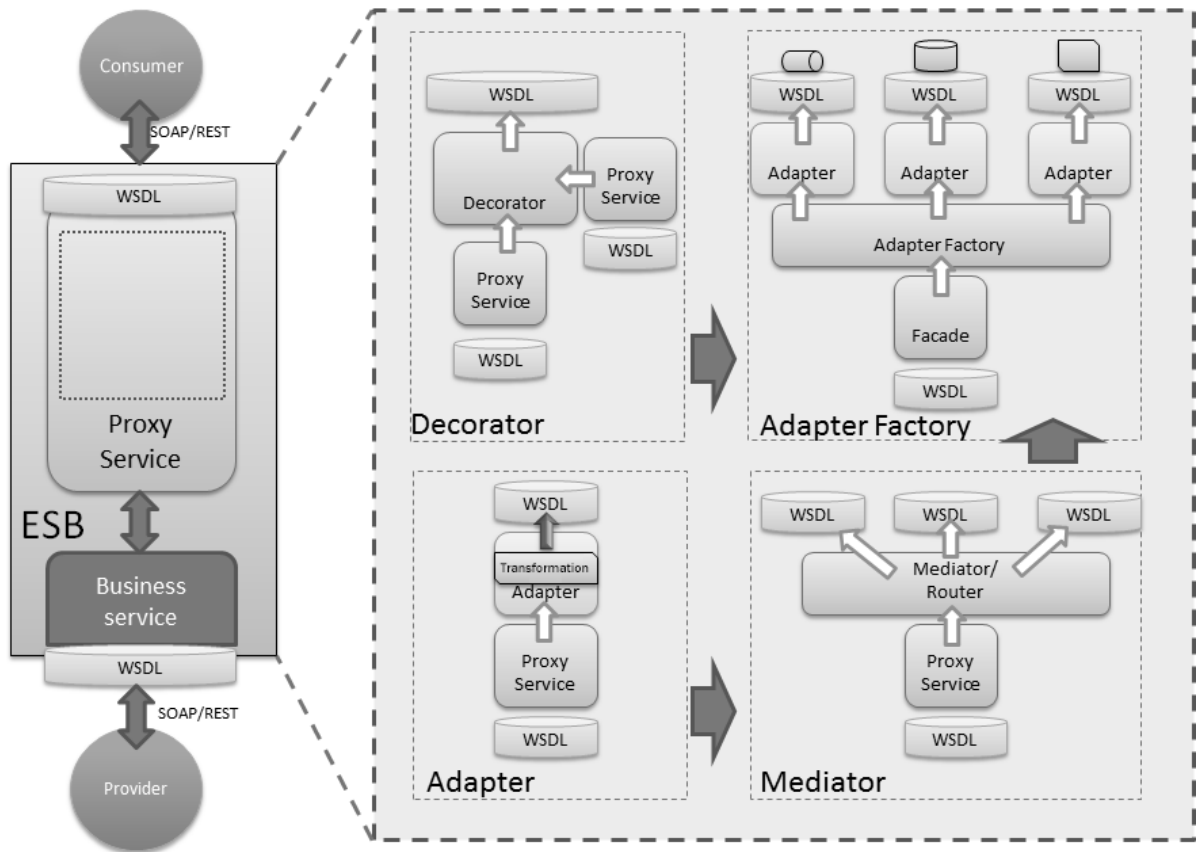 Consumer
SOAP/REST
WSDL
Proxy
Service
ESB
Business
service
WSDL
SOAP/REST
Provider
WSDL
Decorator
Proxy
Service
WSDL
Proxy
Service
WSDL
Decorator
WSDL
WSDL
WSDL
Adapter
Adapter
Adapter
Adapter Factory
Facade
WSDL
Adapter Factory
WSDL
Transformation
Adapter
Proxy
Service
WSDL
Adapter
WSDL
WSDL
WSDL
Mediator/
Router
Proxy
Service
WSDL
Mediator